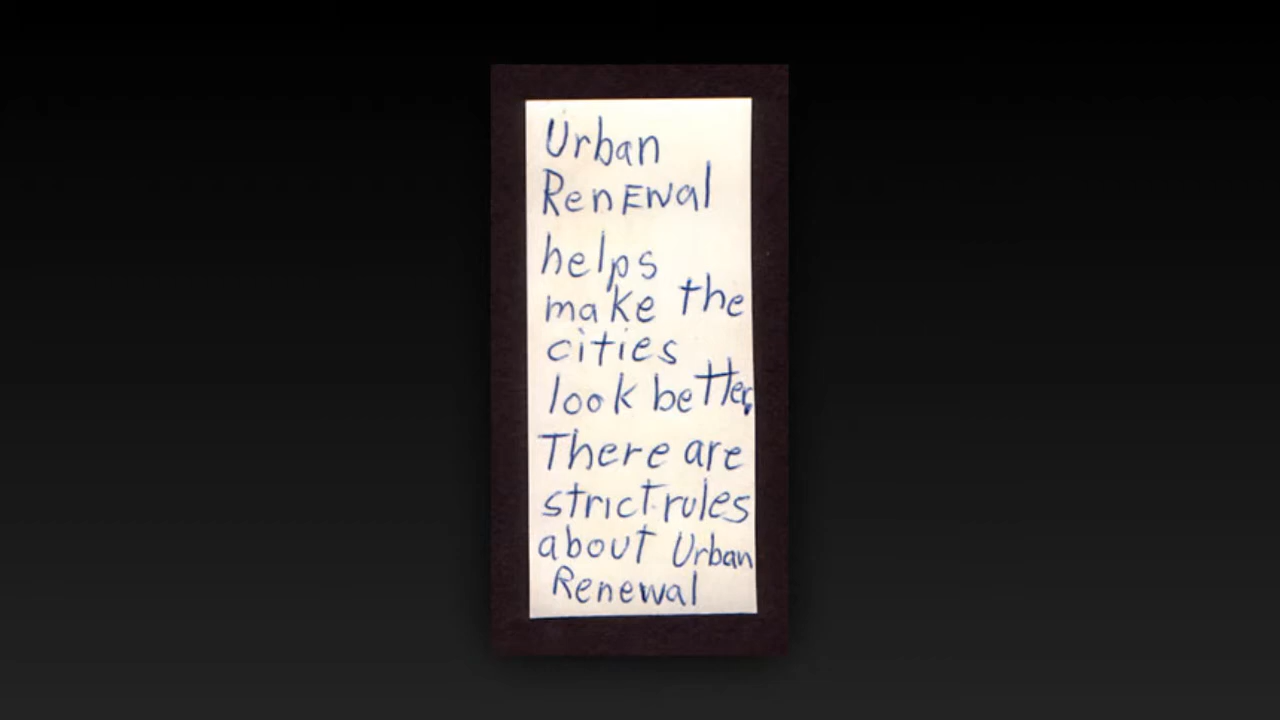 Urban
RenEwal
helps
make the
cities
look better,
There are
strict rules
about Urban
Renewal